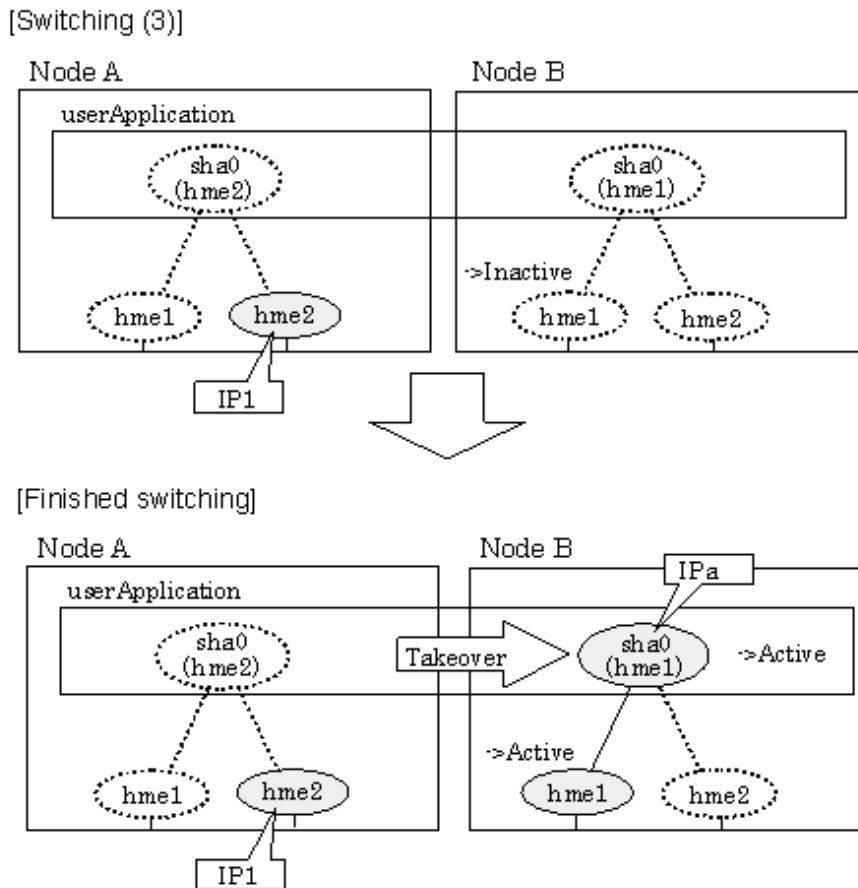 [Switching (3)]
Node A
Node B
userApplication
sha0
(hme2)
sha0
(hme1)
->Inactive
hme1
hme2
hme1
hme2
IP1
[Finished switching]
Node A
Node B
IPa
userApplication
sha0
(hme2)
Takeover
sha0
(hme1)
->Active
->Active
hme1
hme2
hme1
hme2
IP1